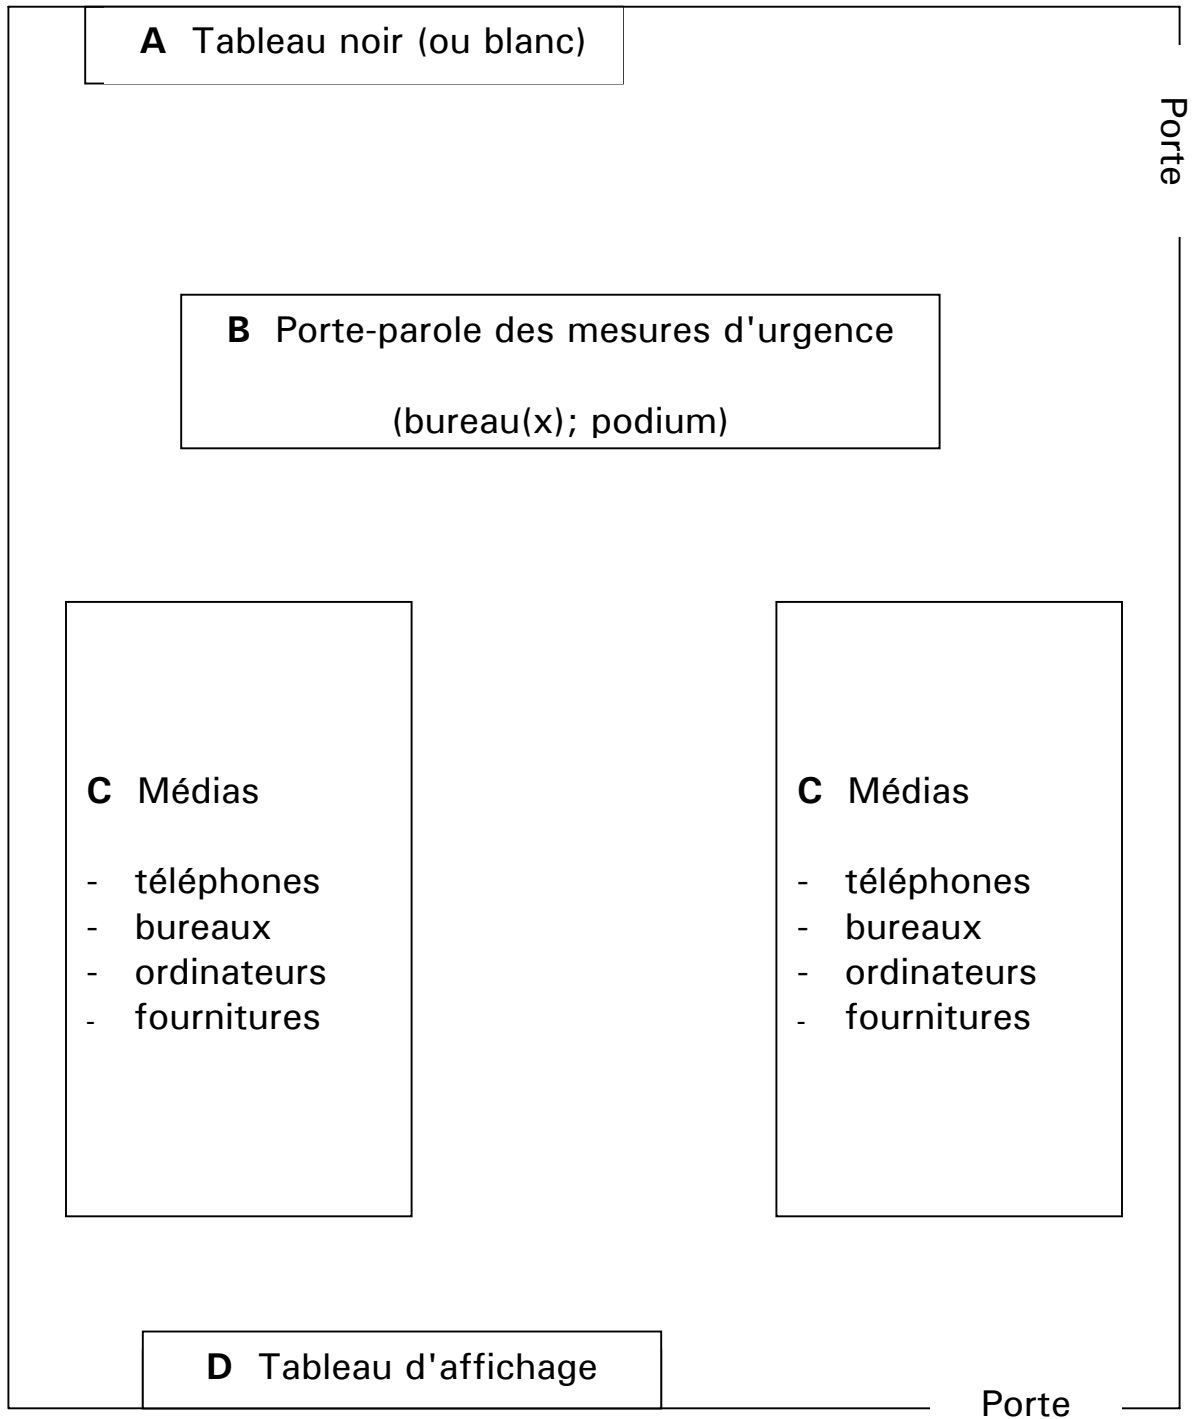 A Tableau noir (ou blanc)
Porte
B Porte-parole des mesures d'urgence
(bureau(x); podium)
C Médias
- téléphones
- bureaux
- ordinateurs
- fournitures
C Médias
- téléphones
- bureaux
- ordinateurs
- fournitures
D Tableau d'affichage
Porte